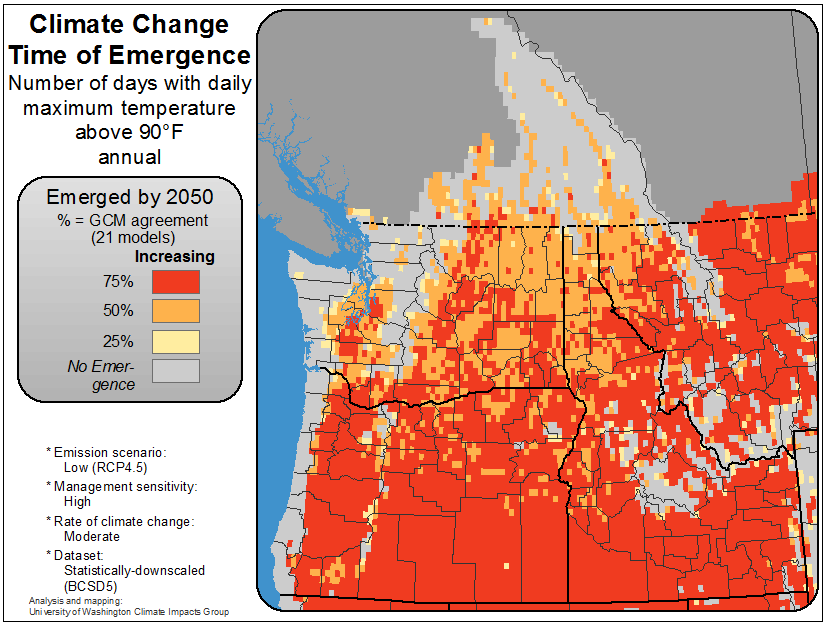 Climate Change
Time of Emergence
Number of days with daily
maximum temperature
above 90°F
annual
Emerged by 2050
% = GCM agreement
(21 models)
Increasing
75%
50%
25%
No Emer-
gence
* Emission scenario:
Low (RCP4.5)
* Management sensitivity:
High
* Rate of climate change:
Moderate
* Dataset:
Statistically-downscaled
(BCSD5)
Analysis and mapping:
University of Washington Climate Impacts Group